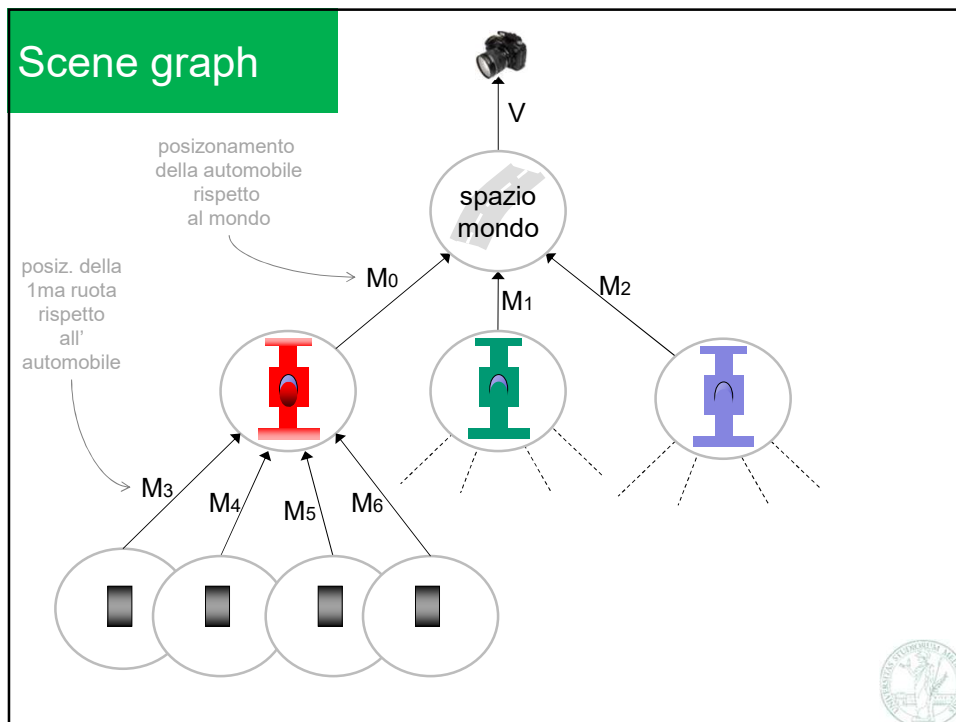 Scene graph
V
posizonamento
della automobile
rispetto
al mondo
spazio
mondo
posiz. della
1ma ruota
rispetto
all’
automobile
M0
M1
M2
M3
M4
M5
M6